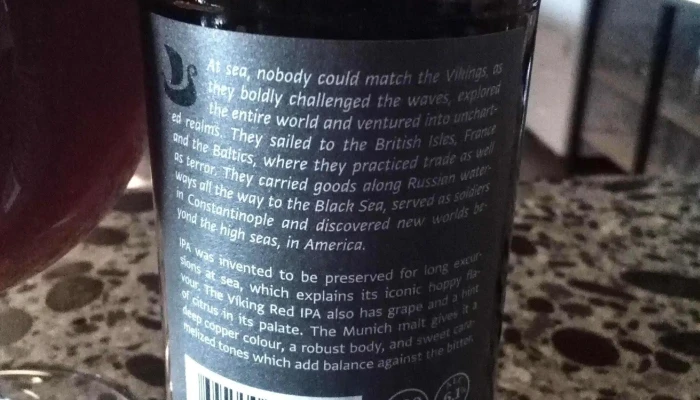 At sea, nobody could match the Vikings, as
they boldly challenged the waves, explored
the entire world and ventured into unchart-
ed realms. They sailed to the British Isles, France
and the Baltics, where they practiced trade as well
as terror. They carried goods along Russian water-
ways all the way to the Black Sea, served as soldiers
in Constantinople and discovered new worlds be-
yond the high seas, in America.
IPA was invented to be preserved for long excur-
sions at sea, which explains its iconic hoppy fla-
vour. The Viking Red IPA also has grape and a hint
of citrus in its palate. The Munich malt gives it a
deep copper colour, a robust body, and sweet cara-
melized tones which add balance against the bitter.